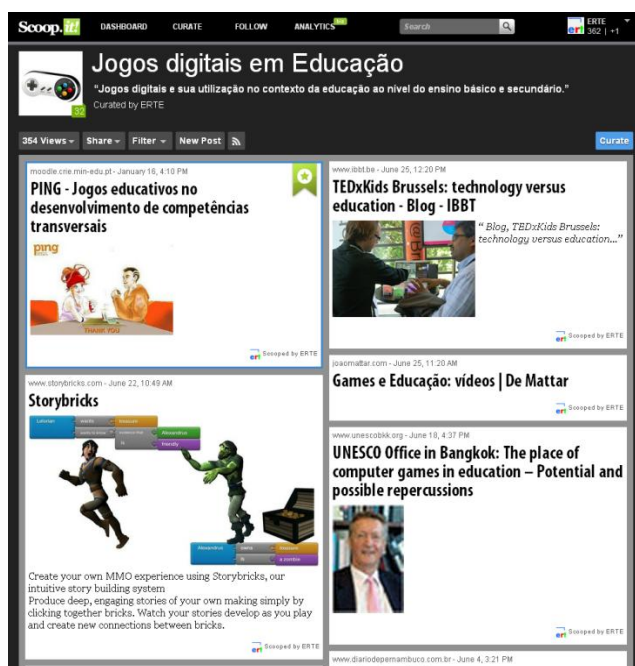 Scoop.it!
DASHBOARD CURATE FOLLOW ANALYTICS
Search
ERTE
362 | +1
Jogos digitais em Educação
"Jogos digitais e sua utilização no contexto da educação ao nível do ensino básico e secundário."
Curated by ERTE
32
354 Views Share Filter New Post
Curate
moodle.crie.min-edu.pt - January 16, 4:10 PM
PING - Jogos educativos no
desenvolvimento de competências
transversais
ping
THANK YOU
Scooped by ERTE
www.storybricks.com - June 22, 10:49 AM
Storybricks
friendly
a zombie
Create your own MMO experience using Storybricks, our
intuitive story building system
Produce deep, engaging stories of your own making simply by
clicking together bricks. Watch your stories develop as you play
and create new connections between bricks.
Scooped by ERTE
www.ibbt.be - June 25, 12:20 PM
TEDxKids Brussels: technology versus
education - Blog - IBBT
" Blog, TEDxKids Brussels:
technology versus education..."
Scooped by ERTE
joaomattar.com - June 25, 11:20 AM
Games e Educação: vídeos | De Mattar
Scooped by ERTE
www.unescobkk.org - June 18, 4:37 PM
UNESCO Office in Bangkok: The place of
computer games in education – Potential and
possible repercussions
Scooped by ERTE
www.diariodepernambuco.com.br - June 4, 3:21 PM